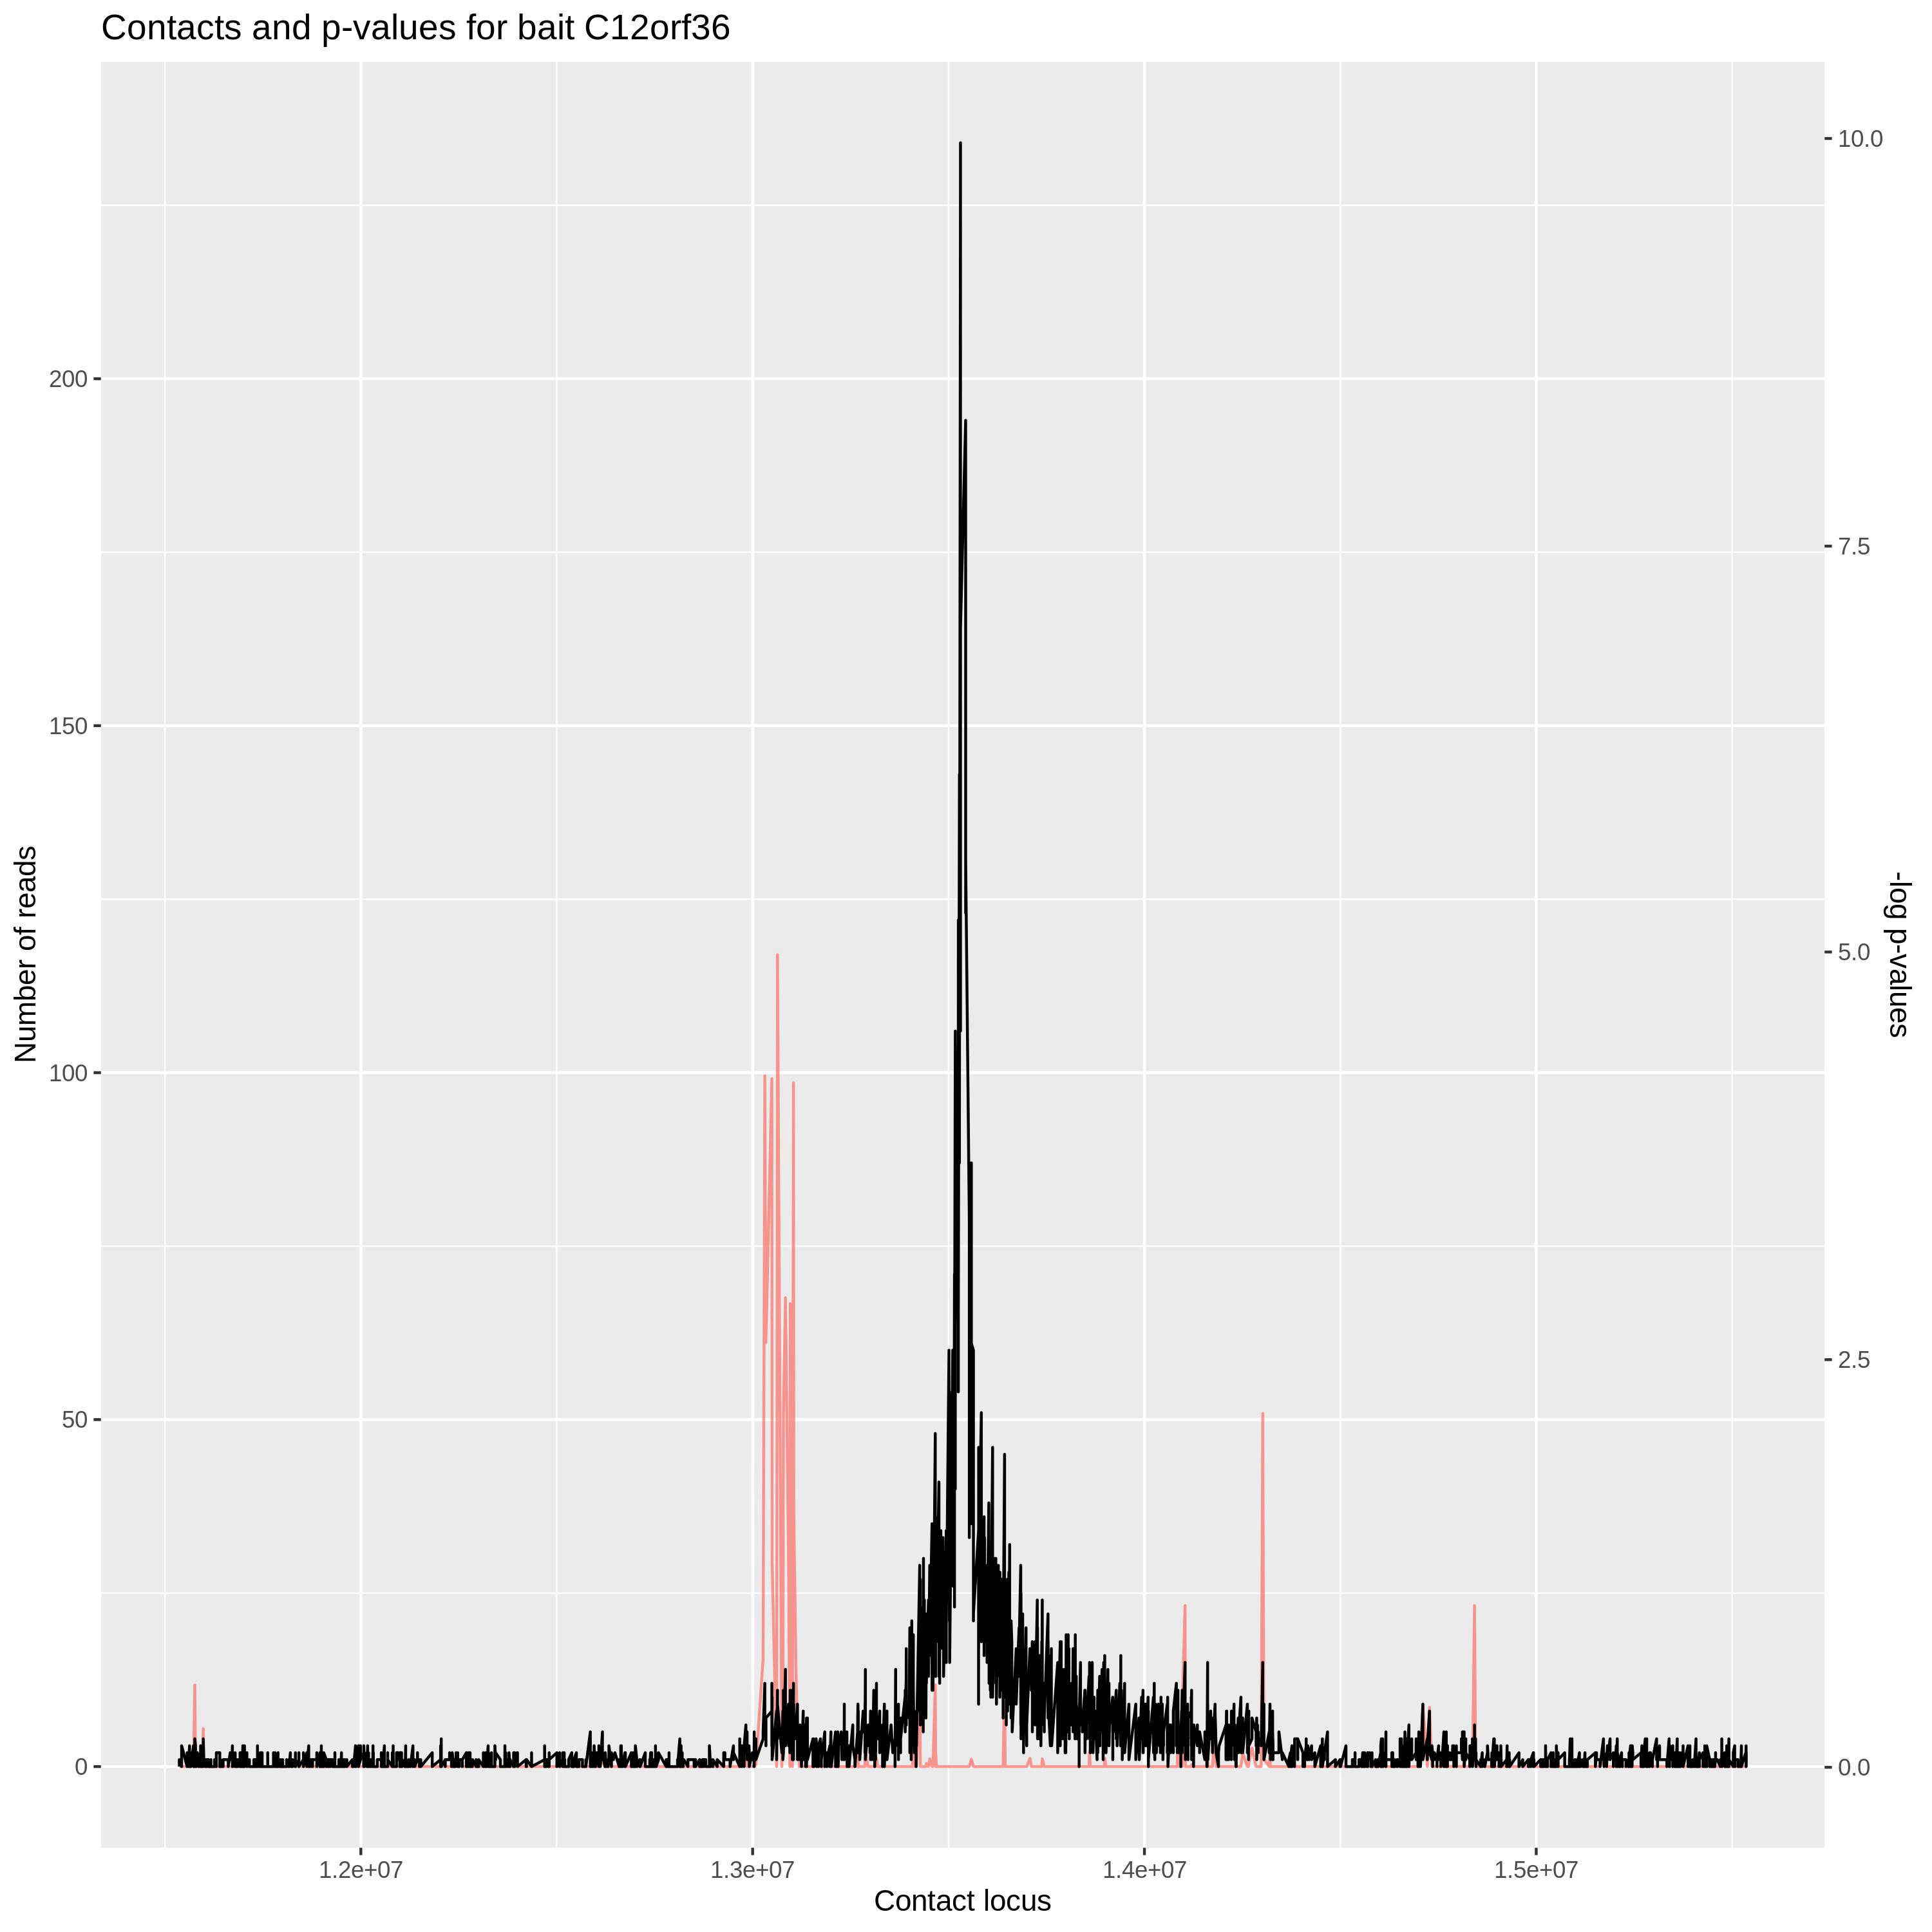 Contacts and p-values for bait C12orf36
Number of reads
200
150
100
50
0
10.0
7.5
5.0
2.5
0.0
-log p-values
1.2e+07
1.3e+07
1.4e+07
1.5e+07
Contact locus